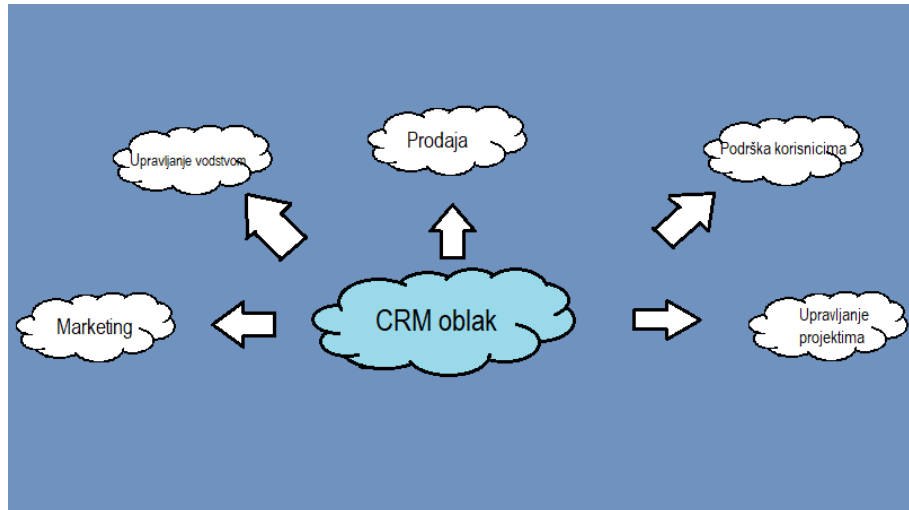 Prodaja
Upravljanje vodstvom
Podrška korisnicima
CRM oblak
Marketing
Upravljanje
projektima